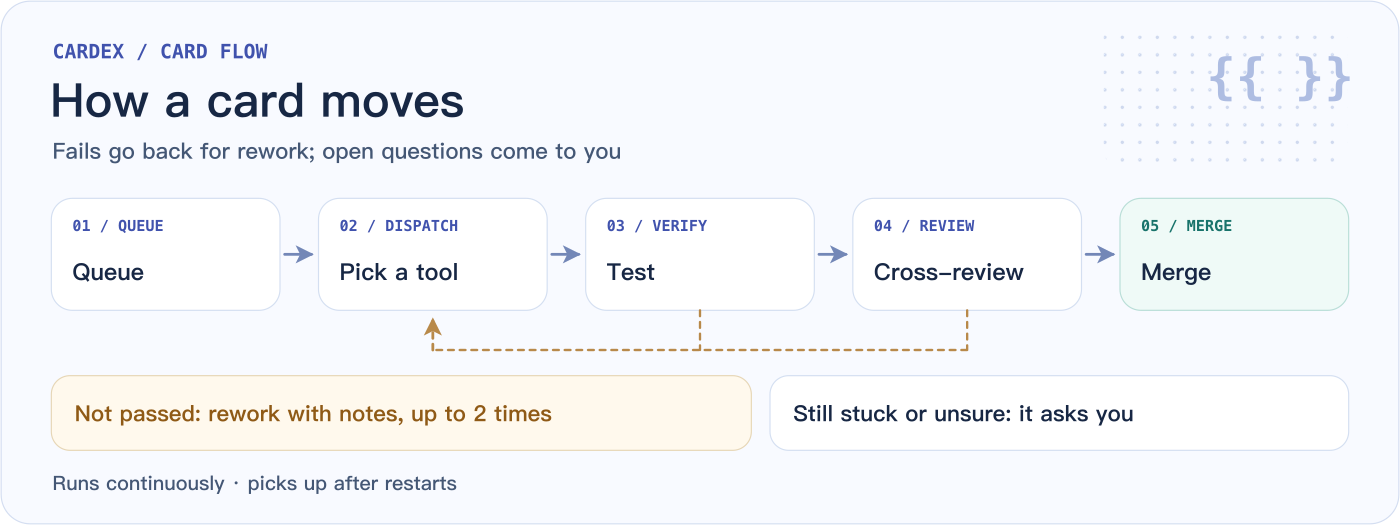 CARDEX / CARD FLOW
{{ }}
How a card moves
Fails go back for rework; open questions come to you
01 / QUEUE
Queue
02 / DISPATCH
Pick a tool
03 / VERIFY
Test
04 / REVIEW
Cross–review
05 / MERGE
Merge
Not passed: rework with notes, up to 2 times
Still stuck or unsure: it asks you
Runs continuously · picks up after restarts